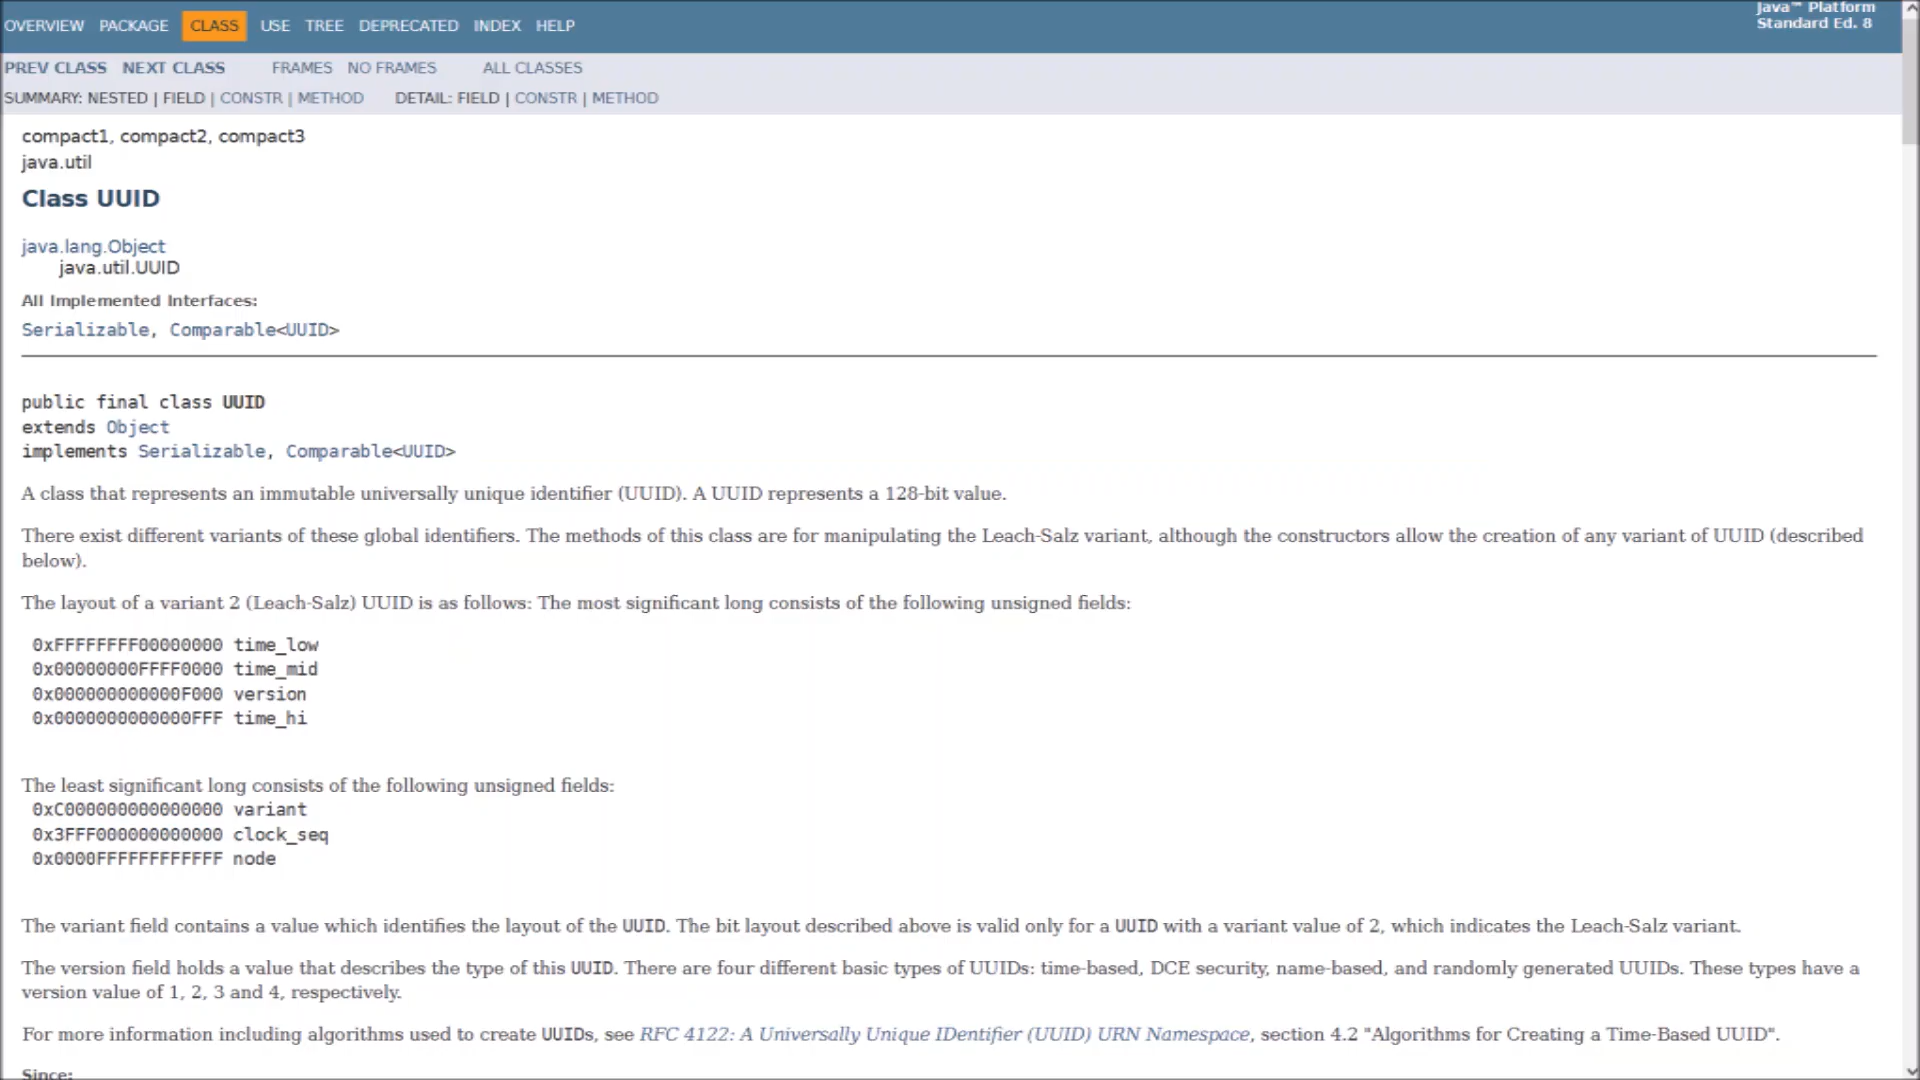 OVERVIEW PACKAGE CLASS USE TREE DEPRECATED INDEX HELP
Java™ Platform
Standard Ed. 8
PREV CLASS NEXT CLASS FRAMES NO FRAMES ALL CLASSES
SUMMARY: NESTED | FIELD | CONSTR | METHOD DETAIL: FIELD | CONSTR | METHOD
compact1, compact2, compact3
java.util
Class UUID
java.lang.Object
java.util.UUID
All Implemented Interfaces:
Serializable, Comparable<UUID>
public final class UUID
extends Object
implements Serializable, Comparable<UUID>
A class that represents an immutable universally unique identifier (UUID). A UUID represents a 128-bit value.
There exist different variants of these global identifiers. The methods of this class are for manipulating the Leach-Salz variant, although the constructors allow the creation of any variant of UUID (described
below).
The layout of a variant 2 (Leach-Salz) UUID is as follows: The most significant long consists of the following unsigned fields:
0xFFFFFFFF00000000 time_low
0x00000000FFFF0000 time_mid
0x000000000000F000 version
0x0000000000000FFF time_hi
The least significant long consists of the following unsigned fields:
0xC000000000000000 variant
0x3FFF000000000000 clock_seq
0x0000FFFFFFFFFFFF node
The variant field contains a value which identifies the layout of the UUID. The bit layout described above is valid only for a UUID with a variant value of 2, which indicates the Leach-Salz variant.
The version field holds a value that describes the type of this UUID. There are four different basic types of UUIDs: time-based, DCE security, name-based, and randomly generated UUIDs. These types have a
version value of 1, 2, 3 and 4, respectively.
For more information including algorithms used to create UUIDs, see RFC 4122: A Universally Unique IDentifier (UUID) URN Namespace, section 4.2 "Algorithms for Creating a Time-Based UUID".
Since: